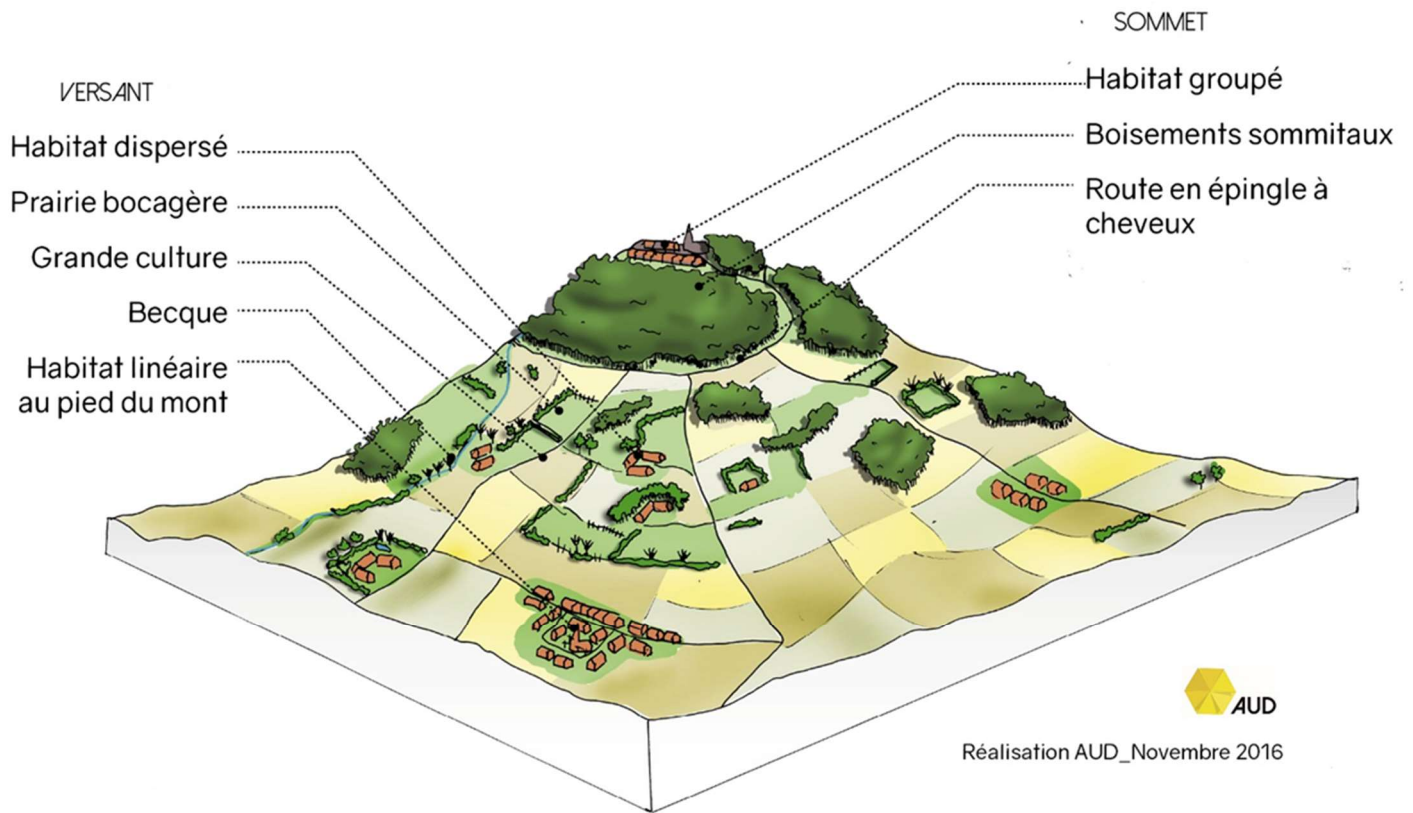 VERSANT
Habitat dispersé
Prairie bocagère
Grande culture
Becque
Habitat linéaire
au pied du mont
SOMMET
Habitat groupé
Boisements sommitaux
Route en épingle à
cheveux
AUD
Réalisation AUD_Novembre 2016